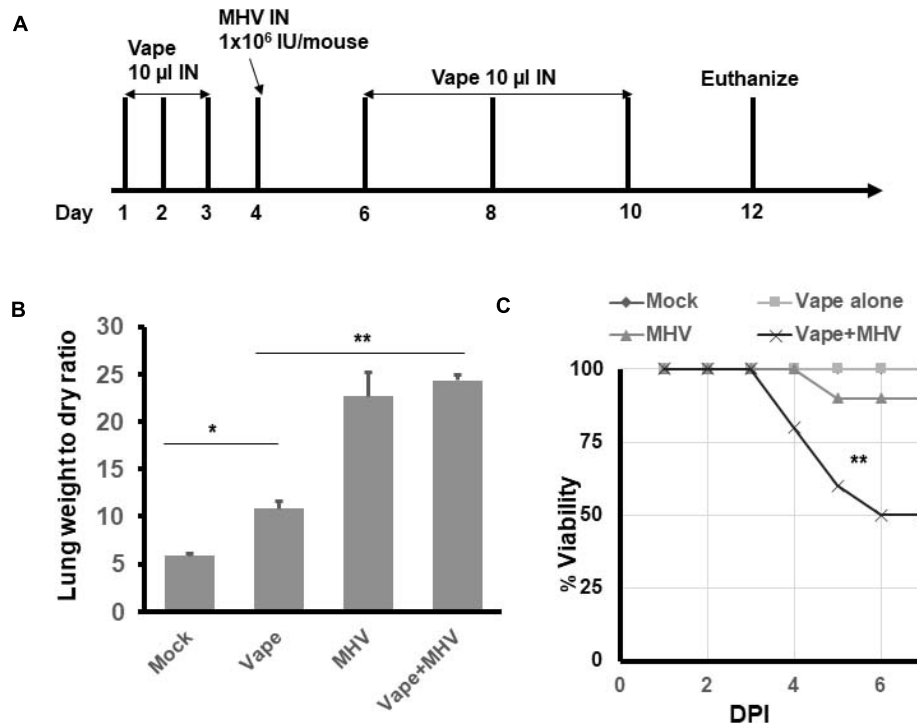 A
Vape
10 µl IN
MHV IN
1x10⁶ IU/mouse
Vape 10 µl IN
Euthanize
Day 1 2 3 4 6 8 10 12
B
Lung weight to dry ratio
30
25
20
15
10
5
0
*
**
Mock
Vape
MHV
Vape+MHV
C
Mock
Vape alone
MHV
Vape+MHV
% Viability
100
75
50
25
0
**
0 2 4 6
DPI